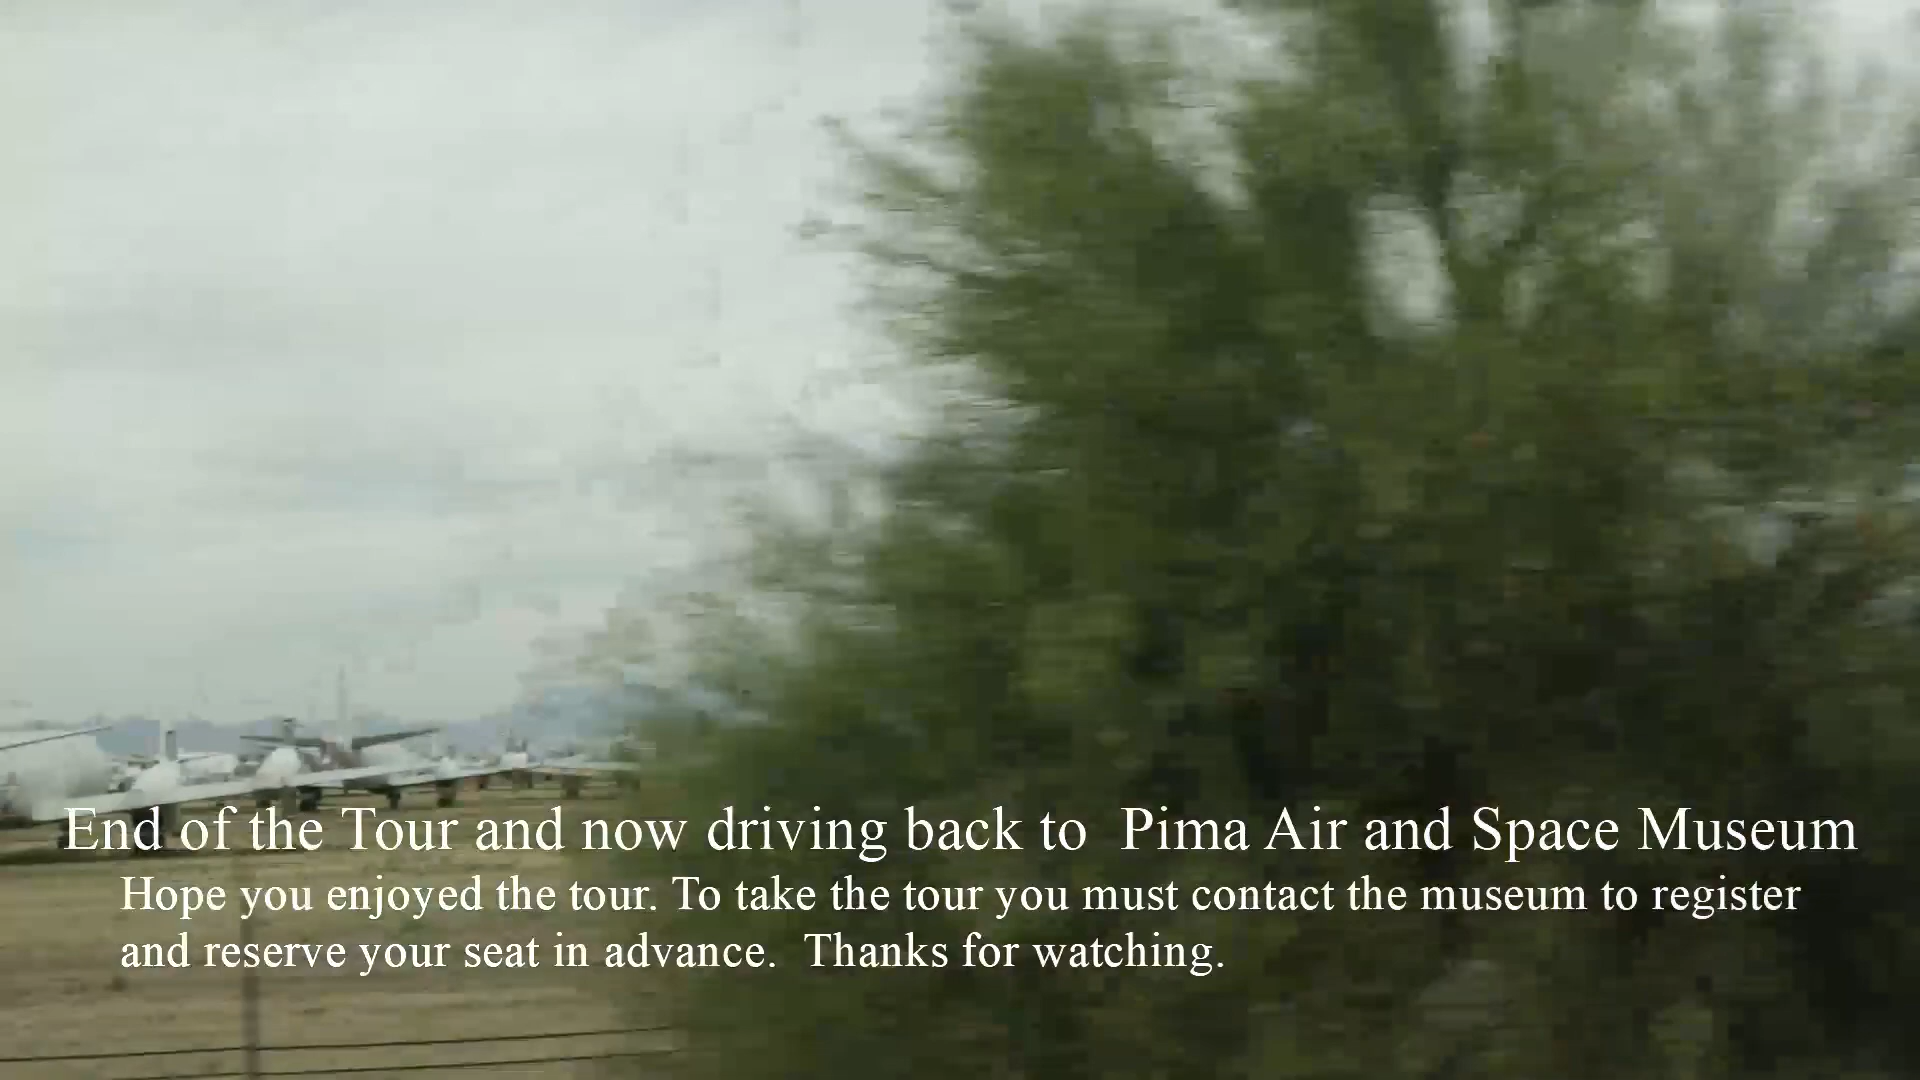 End of the Tour and now driving back to  Pima Air and Space Museum
Hope you enjoyed the tour. To take the tour you must contact the museum to register
and reserve your seat in advance.  Thanks for watching.